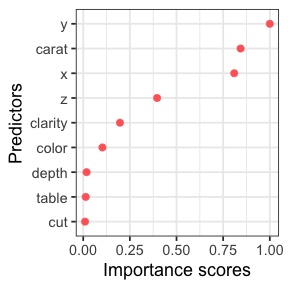 y
carat
x
z
clarity
color
depth
table
cut
Predictors
0.00 0.25 0.50 0.75 1.00
Importance scores